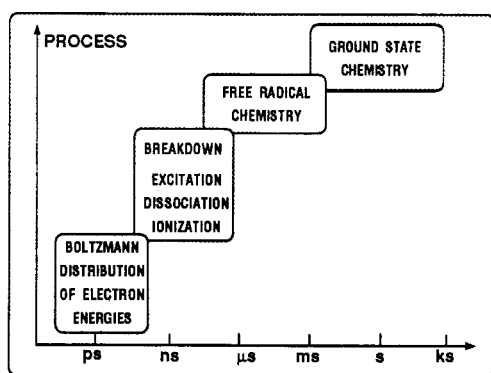 PROCESS
GROUND STATE
CHEMISTRY
FREE RADICAL
CHEMISTRY
BREAKDOWN
EXCITATION
DISSOCIATION
IONIZATION
BOLTZMANN
DISTRIBUTION
OF ELECTRON
ENERGIES
ps ns μs ms s ks